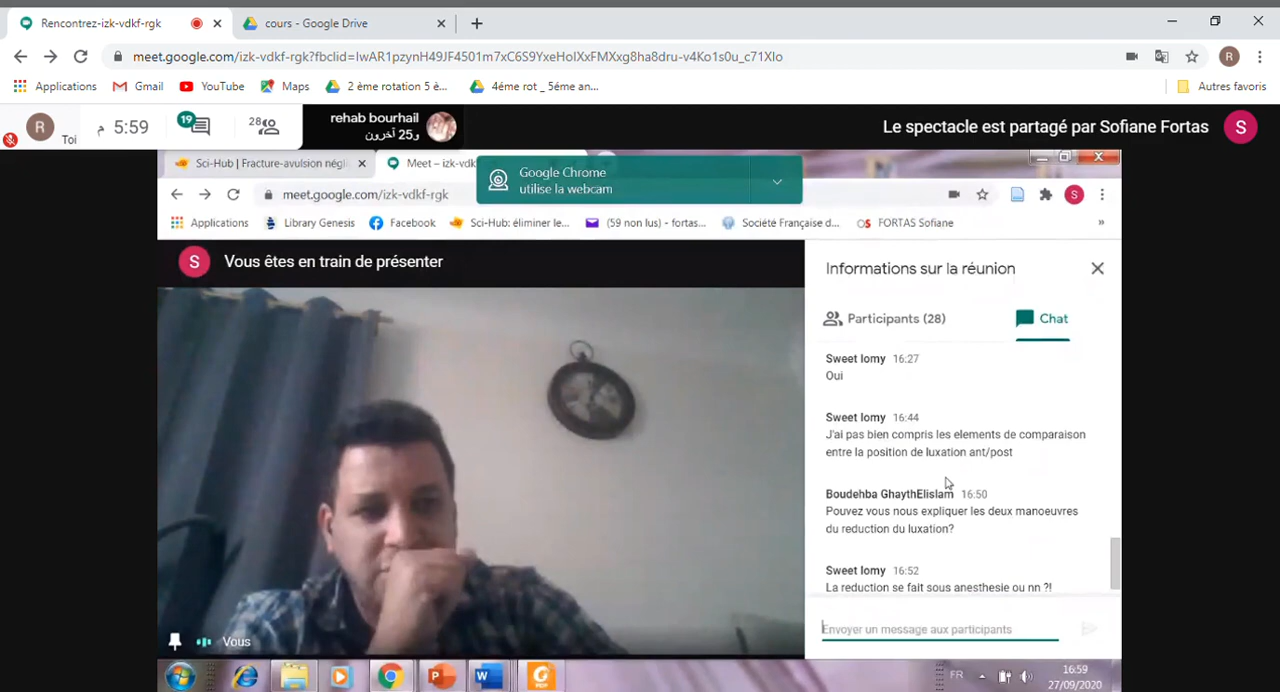 Rencontrez-izk-vdkf-rgk
cours - Google Drive
meet.google.com/izk-vdkf-rgk?fbclid=IwAR1pzynH49JF4501m7xC6S9YxeHolXxFMXxg8ha8dru-v4Ko1s0u_c71XIo
R
Applications
Gmail
YouTube
Maps
2 ème rotation 5 è...
4éme rot _ 5éme an...
Autres favoris
R
Toi
5:59 م
19
28
rehab bourhail
و25 آخرون
Le spectacle est partagé par Sofiane Fortas
S
Sci-Hub | Fracture-avulsion négl
Meet – izk-vdk
Google Chrome
utilise la webcam
meet.google.com/izk-vdkf-rgk
S
Applications
Library Genesis
Facebook
Sci-Hub: éliminer le...
(59 non lus) - fortas...
Société Française d...
FORTAS Sofiane
»
S
Vous êtes en train de présenter
Informations sur la réunion
Participants (28)
Chat
Sweet lomy 16:27
Oui
Sweet lomy 16:44
J'ai pas bien compris les elements de comparaison
entre la position de luxation ant/post
Boudehba GhaythElislam 16:50
Pouvez vous nous expliquer les deux manoeuvres
du reduction du luxation?
Sweet lomy 16:52
La reduction se fait sous anesthesie ou nn ?!
Envoyer un message aux participants
Vous
FR
16:59
27/09/2020